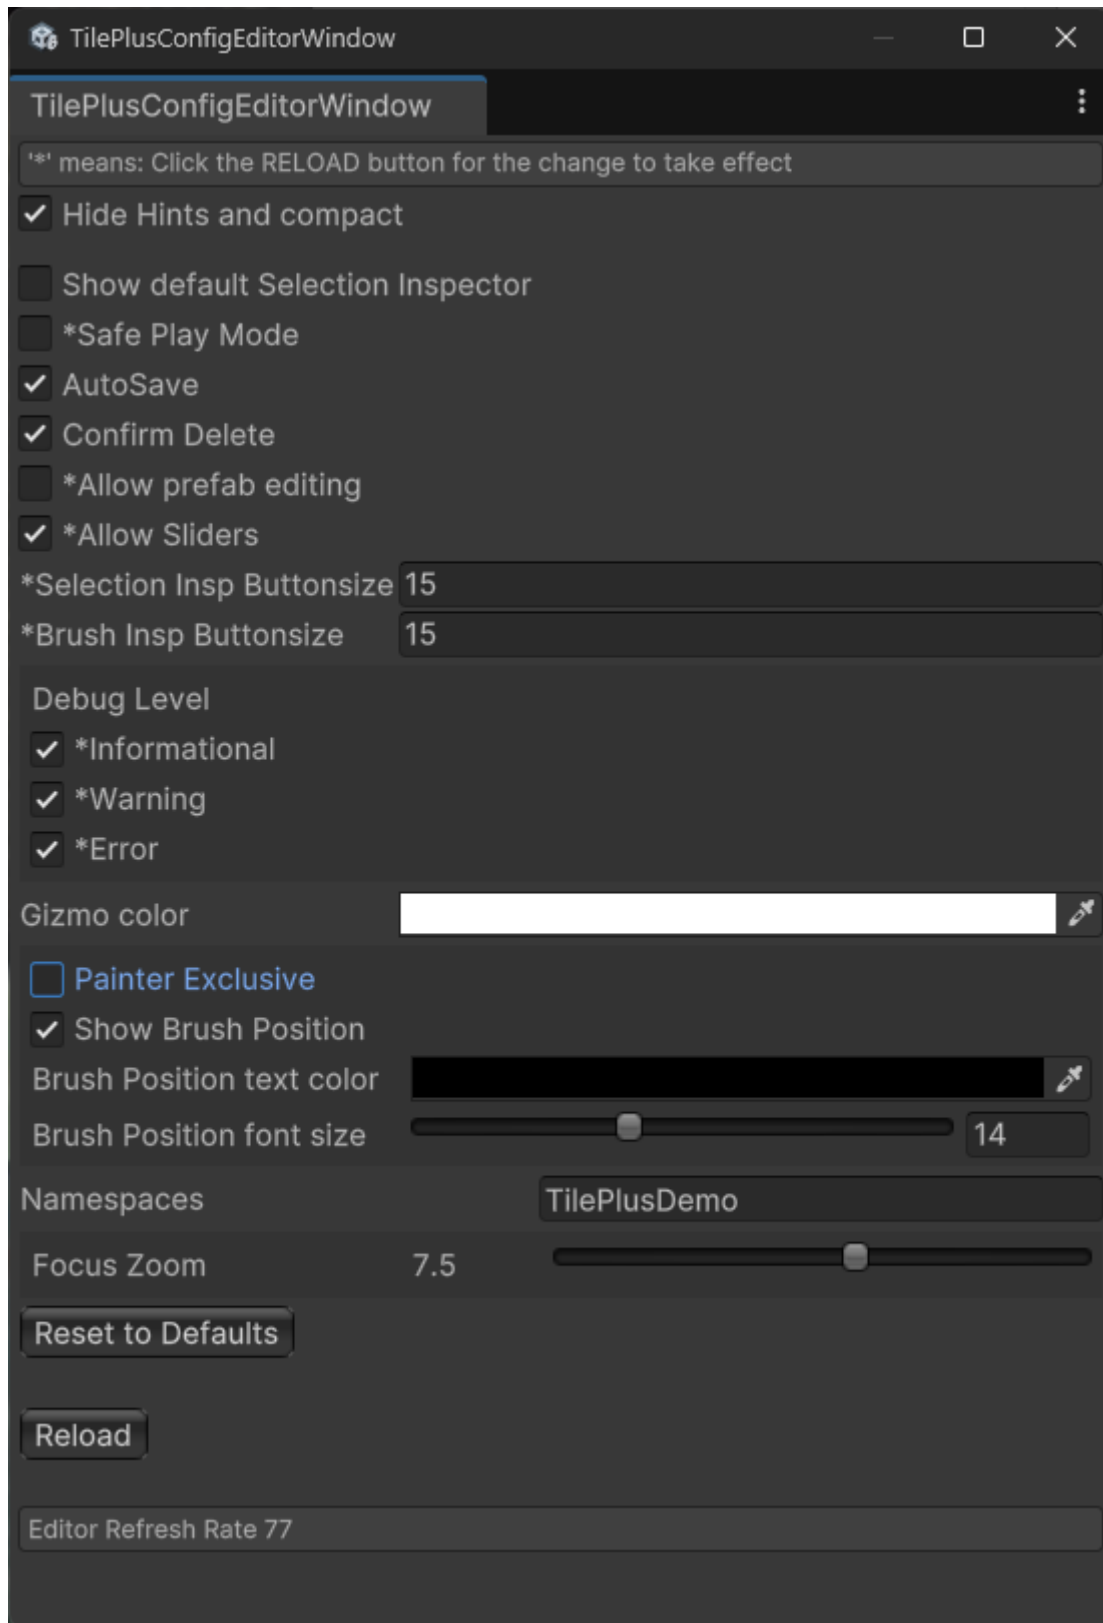 TilePlusConfigEditorWindow
TilePlusConfigEditorWindow
'*' means: Click the RELOAD button for the change to take effect
Hide Hints and compact
Show default Selection Inspector
*Safe Play Mode
AutoSave
Confirm Delete
*Allow prefab editing
*Allow Sliders
*Selection Insp Buttonsize 15
*Brush Insp Buttonsize 15
Debug Level
*Informational
*Warning
*Error
Gizmo color
Painter Exclusive
Show Brush Position
Brush Position text color
Brush Position font size 14
Namespaces TilePlusDemo
Focus Zoom 7.5
Reset to Defaults
Reload
Editor Refresh Rate 77